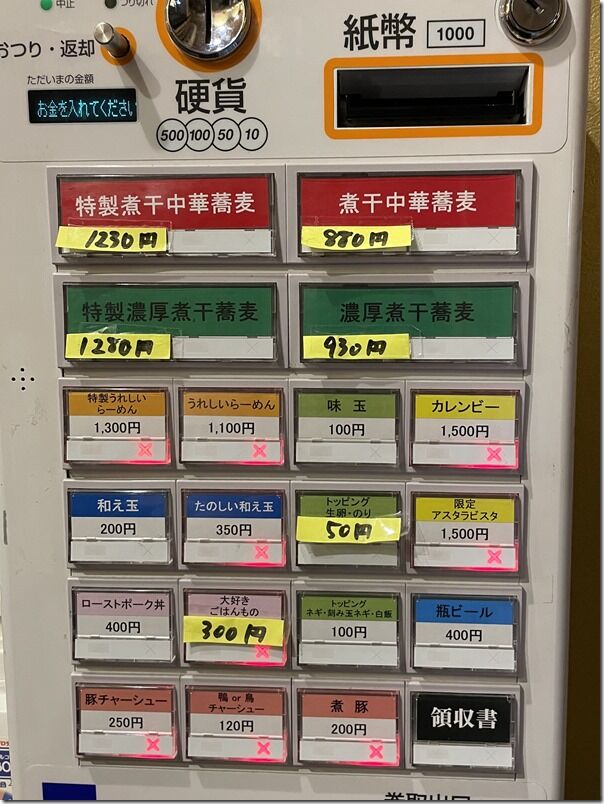 中止
つり切れ
おつり・返却
紙幣 1000
ただいまの金額
お金を入れてください
硬貨
500 100 50 10
特製煮干中華蕎麦
1230円
煮干中華蕎麦
880円
特製濃厚煮干蕎麦
1280円
濃厚煮干蕎麦
930円
特製うれしい
らーめん
1,300円
うれしいらーめん
1,100円
味玉
100円
カレンビー
1,500円
和え玉
200円
たのしい和え玉
350円
トッピング
生卵・のり
50円
限定
アスタラビスタ
1,500円
ローストポーク丼
400円
大好き
ごはんもの
300円
トッピング
ネギ・刻み玉ネギ・白飯
100円
瓶ビール
400円
豚チャーシュー
250円
鴨 or 鳥
チャーシュー
120円
煮豚
200円
領収書
券取出口